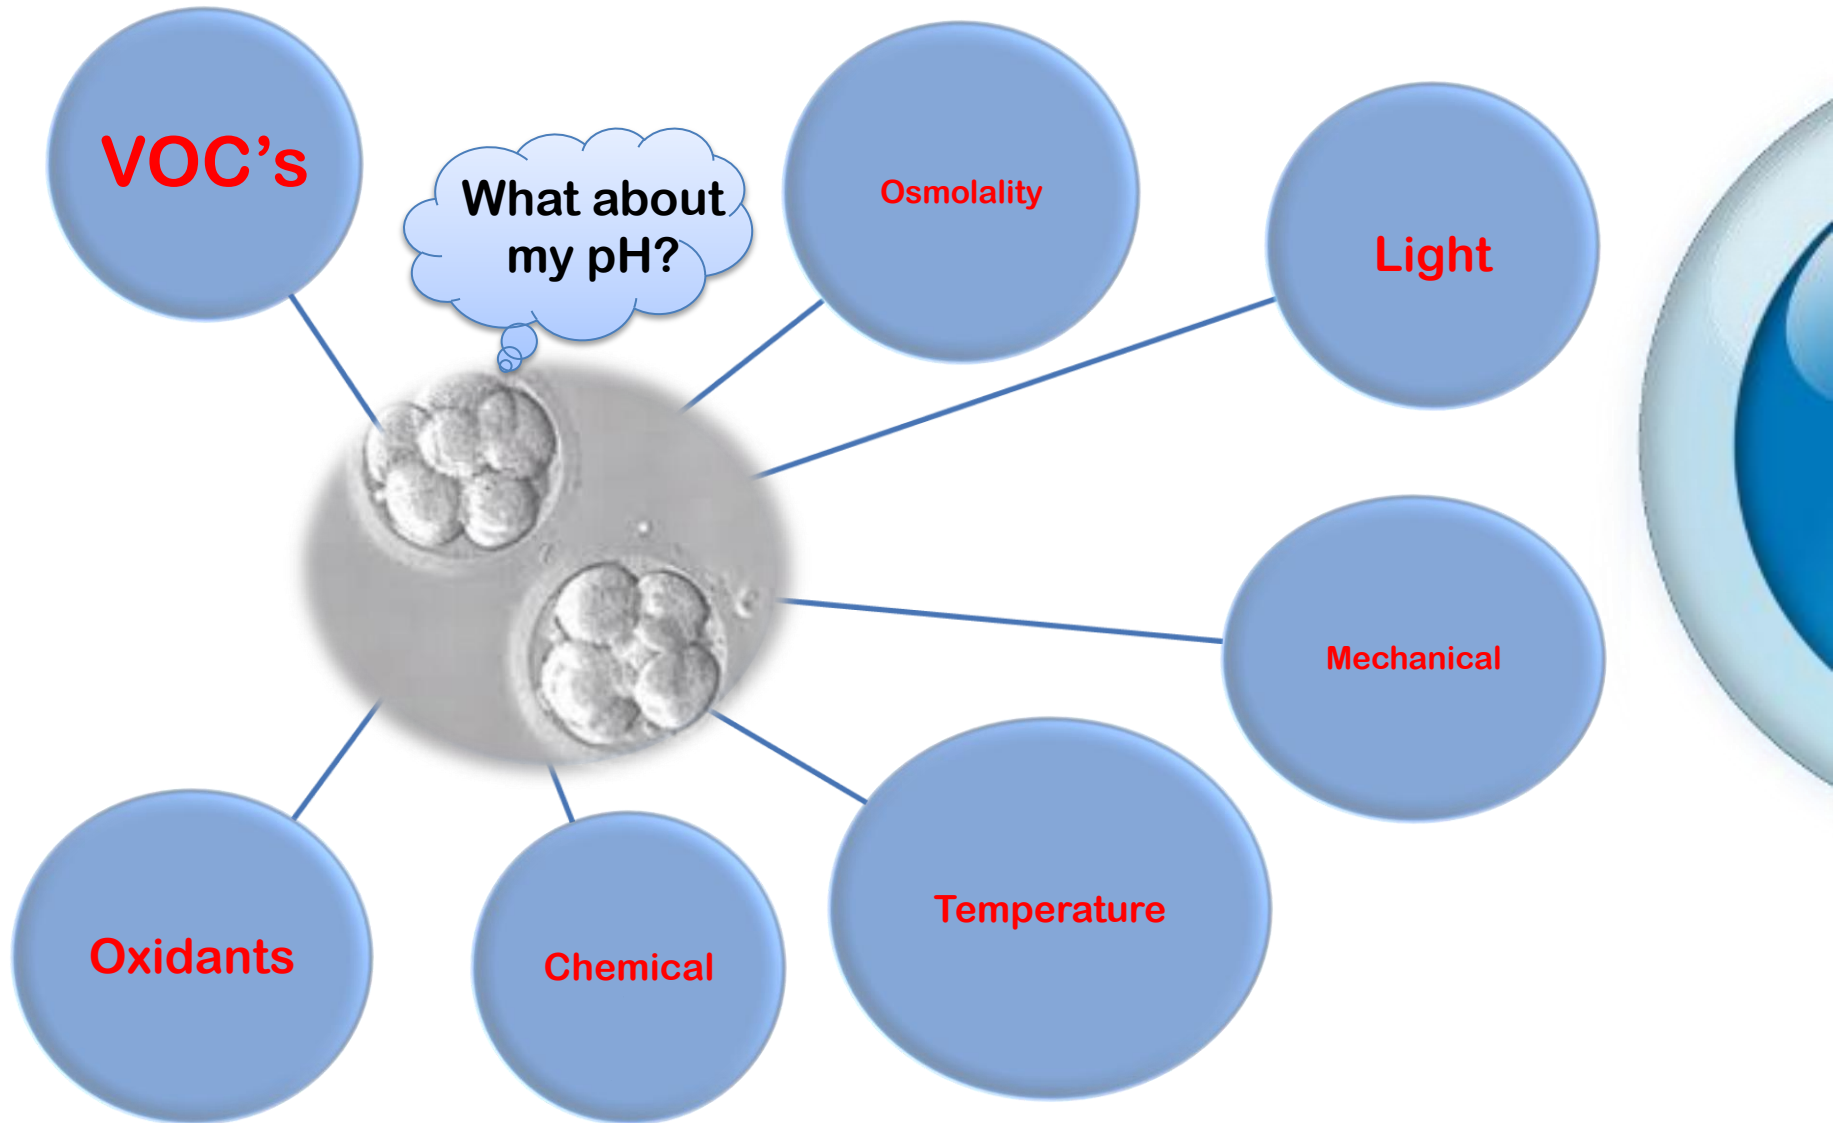 VOC’s
What about
my pH?
Osmolality
Light
Mechanical
Temperature
Oxidants
Chemical